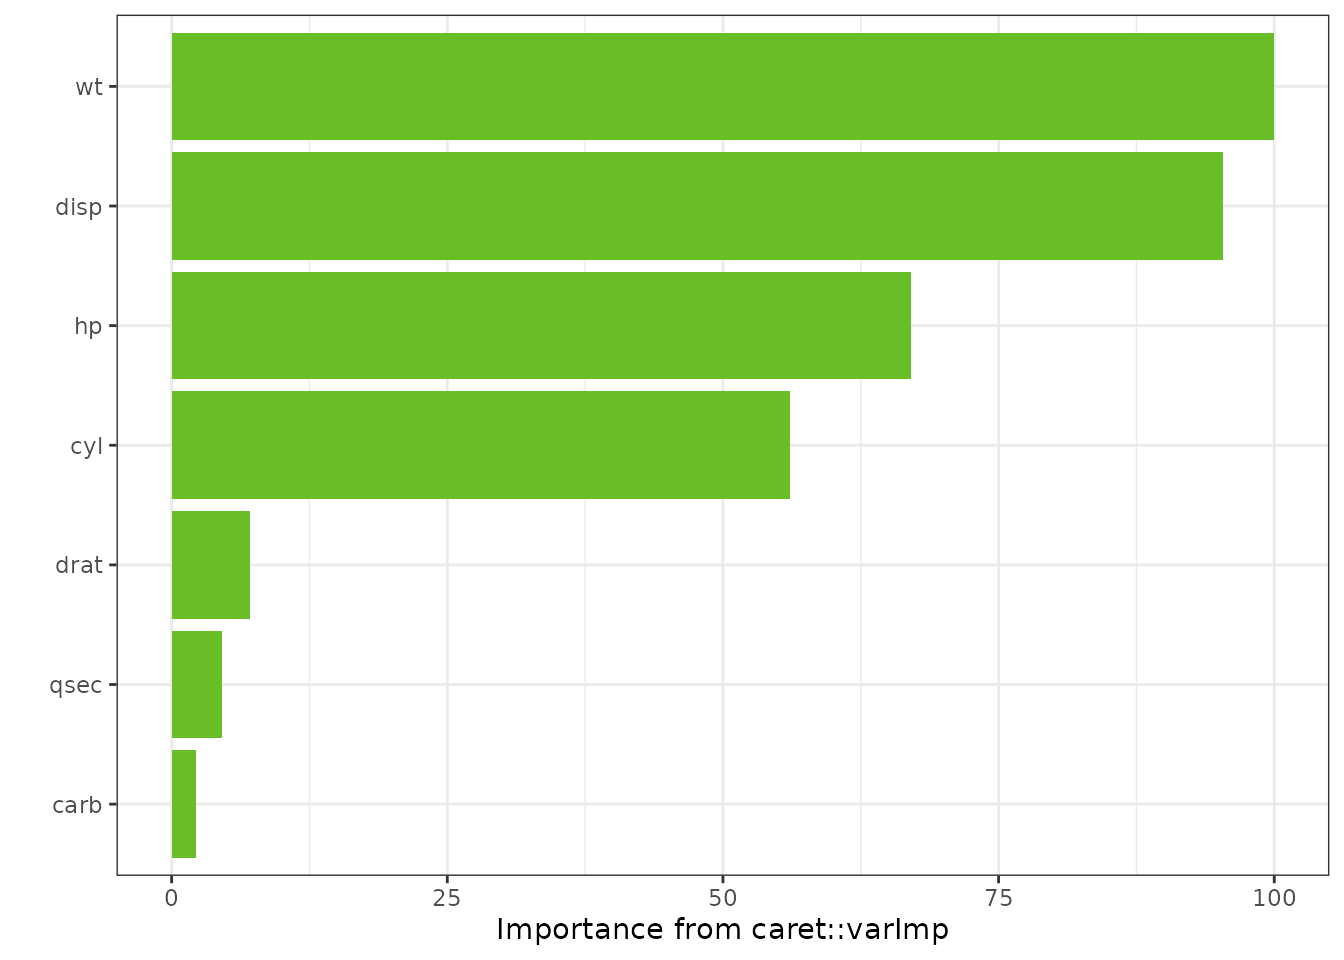 wt
disp
hp
cyl
drat
qsec
carb
0 25 50 75 100
Importance from caret::varImp